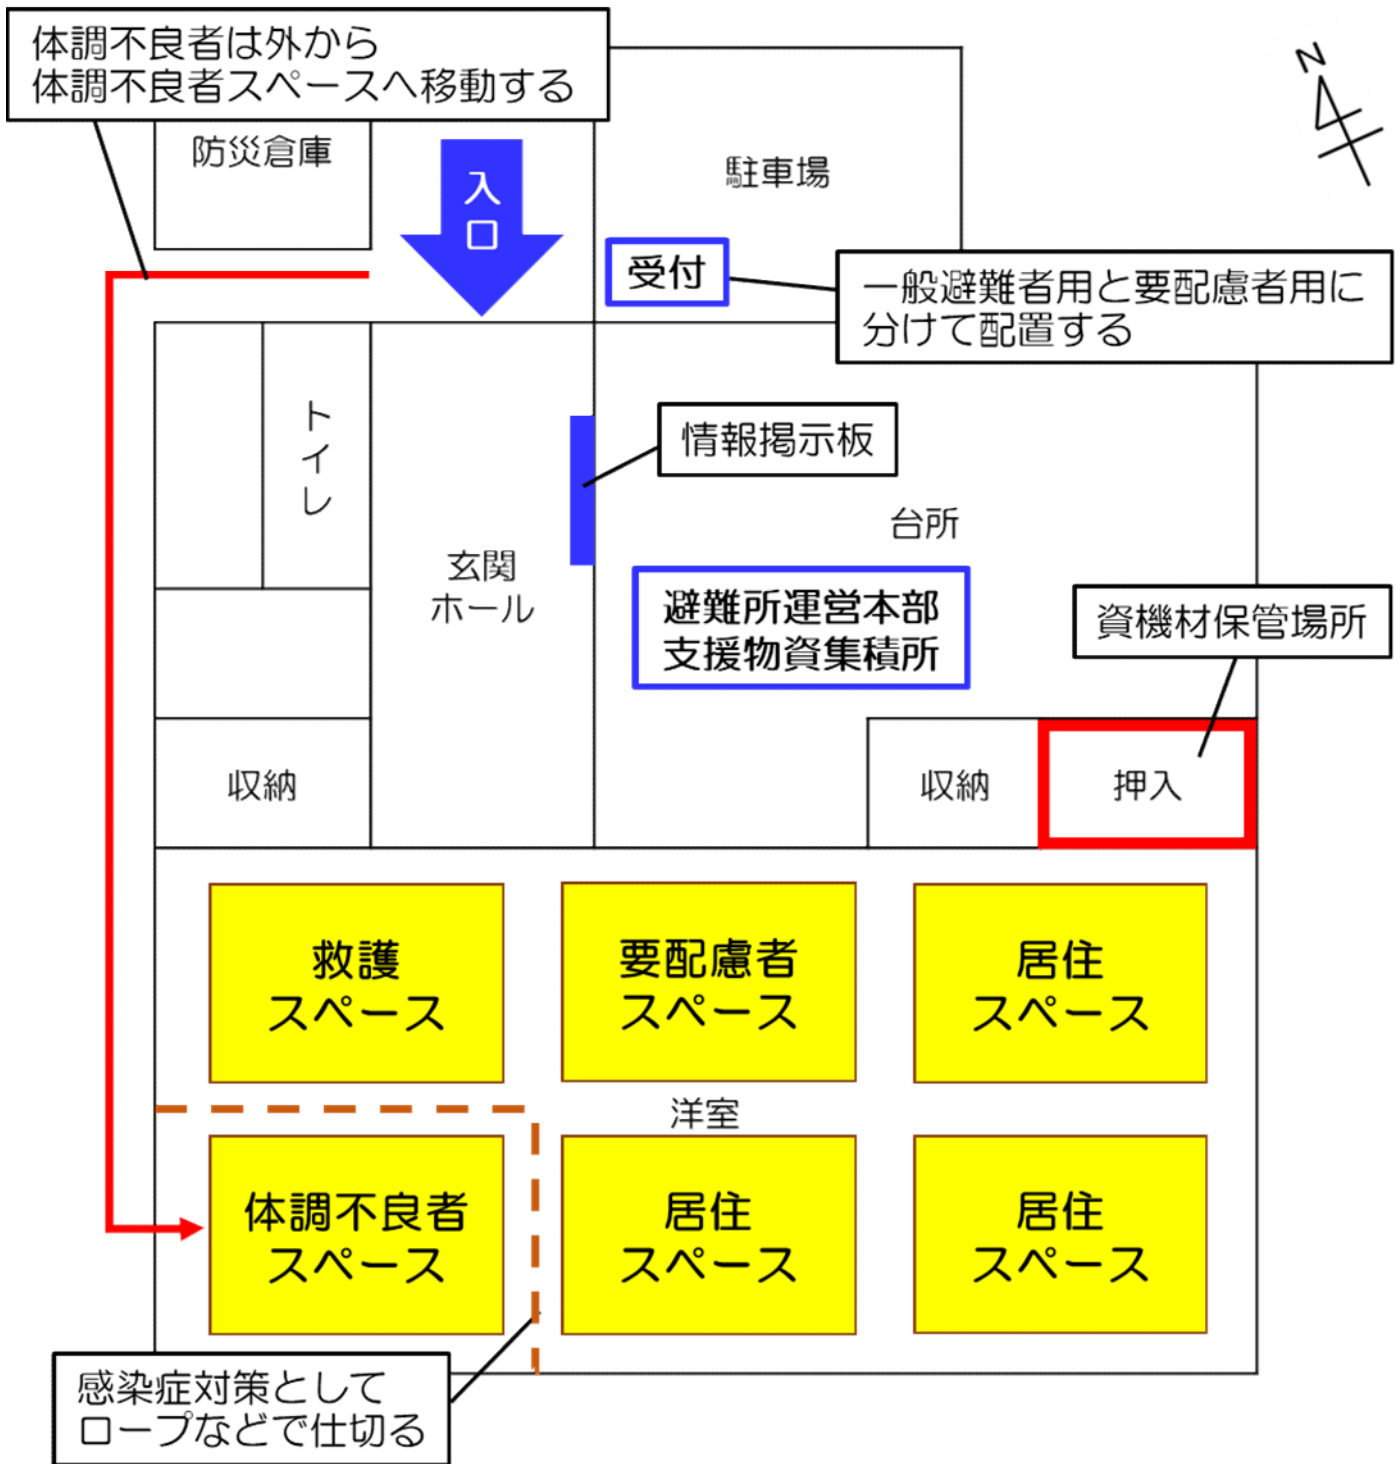 体調不良者は外から
体調不良者スペースへ移動する
N
防災倉庫
入
口
駐車場
受付
一般避難者用と要配慮者用に
分けて配置する
トイレ
情報掲示板
台所
玄関
ホール
避難所運営本部
支援物資集積所
資機材保管場所
収納
収納
押入
救護
スペース
要配慮者
スペース
居住
スペース
洋室
体調不良者
スペース
居住
スペース
居住
スペース
感染症対策として
ロープなどで仕切る